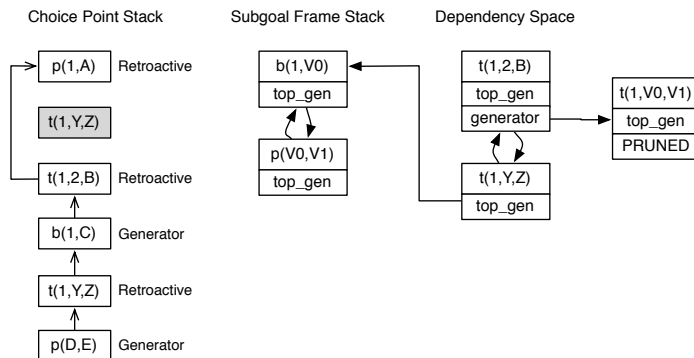 Choice Point Stack
p(1,A) Retroactive
t(1,Y,Z)
t(1,2,B) Retroactive
b(1,C) Generator
t(1,Y,Z) Retroactive
p(D,E) Generator
Subgoal Frame Stack
b(1,V0)
top_gen
p(V0,V1)
top_gen
Dependency Space
t(1,2,B)
top_gen
generator
t(1,Y,Z)
top_gen
t(1,V0,V1)
top_gen
PRUNED